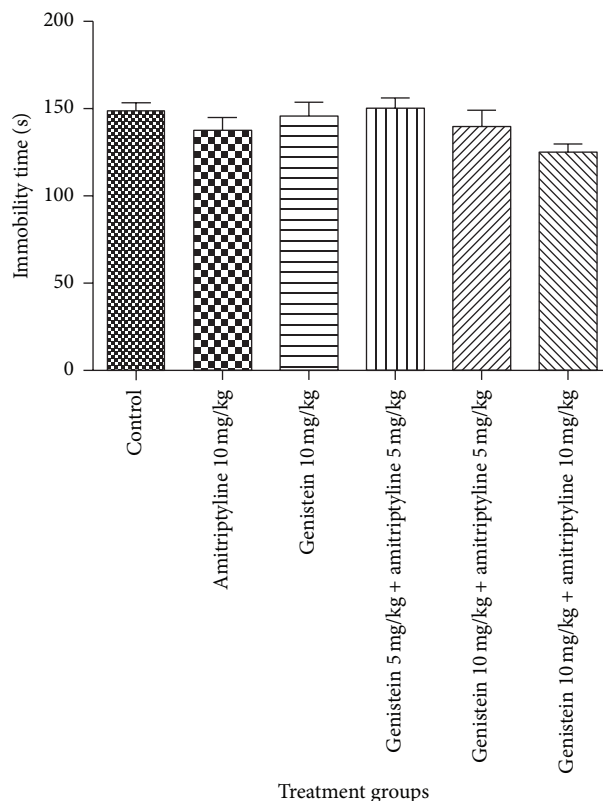 200
150
100
50
0
Immobility time (s)
Control
Amitriptyline 10 mg/kg
Genistein 10 mg/kg
Genistein 5 mg/kg + amitriptyline 5 mg/kg
Genistein 10 mg/kg + amitriptyline 5 mg/kg
Genistein 10 mg/kg + amitriptyline 10 mg/kg
Treatment groups